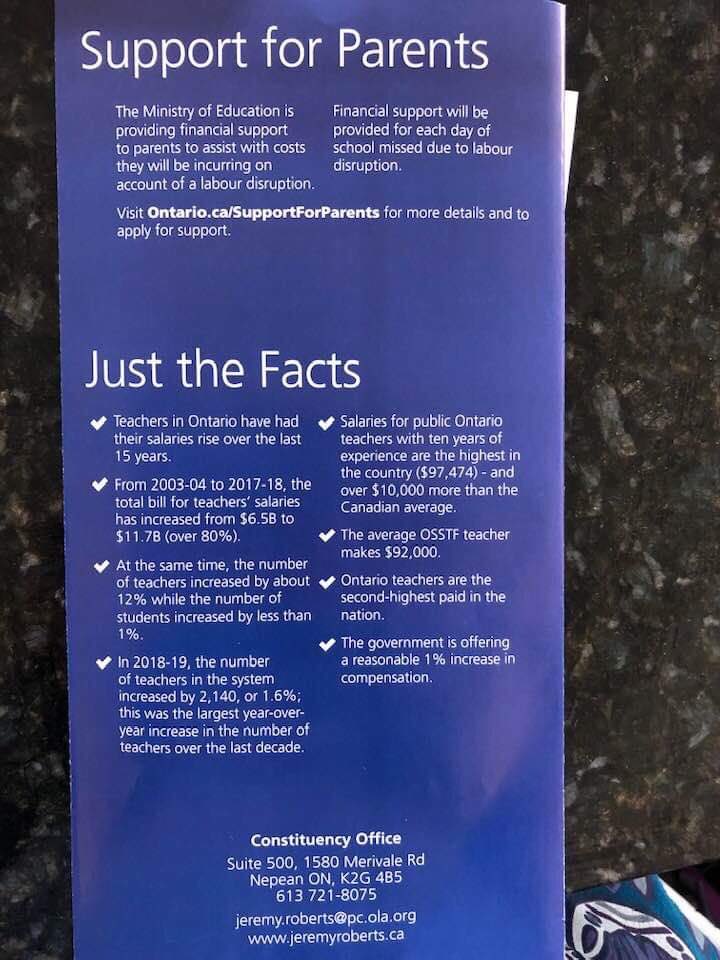 Support for Parents
The Ministry of Education is
providing financial support
to parents to assist with costs
they will be incurring on
account of a labour disruption.
Financial support will be
provided for each day of
school missed due to labour
disruption.
Visit Ontario.ca/SupportForParents for more details and to
apply for support.
Just the Facts
Teachers in Ontario have had
their salaries rise over the last
15 years.
From 2003-04 to 2017-18, the
total bill for teachers' salaries
has increased from $6.5B to
$11.7B (over 80%).
At the same time, the number
of teachers increased by about
12% while the number of
students increased by less than
1%.
In 2018-19, the number
of teachers in the system
increased by 2,140, or 1.6%;
this was the largest year-over-
year increase in the number of
teachers over the last decade.
Salaries for public Ontario
teachers with ten years of
experience are the highest in
the country ($97,474) - and
over $10,000 more than the
Canadian average.
The average OSSTF teacher
makes $92,000.
Ontario teachers are the
second-highest paid in the
nation.
The government is offering
a reasonable 1% increase in
compensation.
Constituency Office
Suite 500, 1580 Merivale Rd
Nepean ON, K2G 4B5
613 721-8075
jeremy.roberts@pc.ola.org
www.jeremyroberts.ca